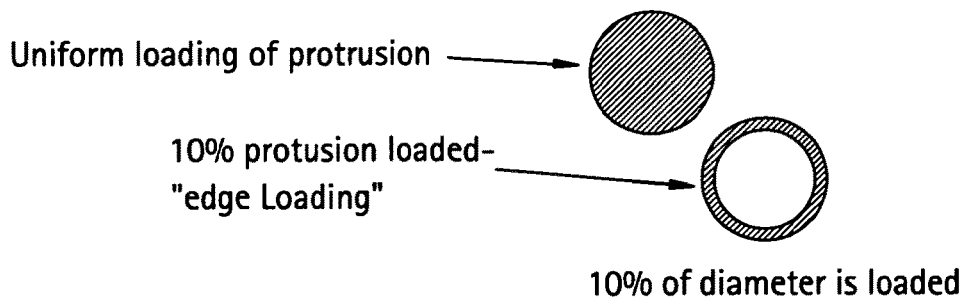 Uniform loading of protrusion
10% protusion loaded-
"edge Loading"
10% of diameter is loaded